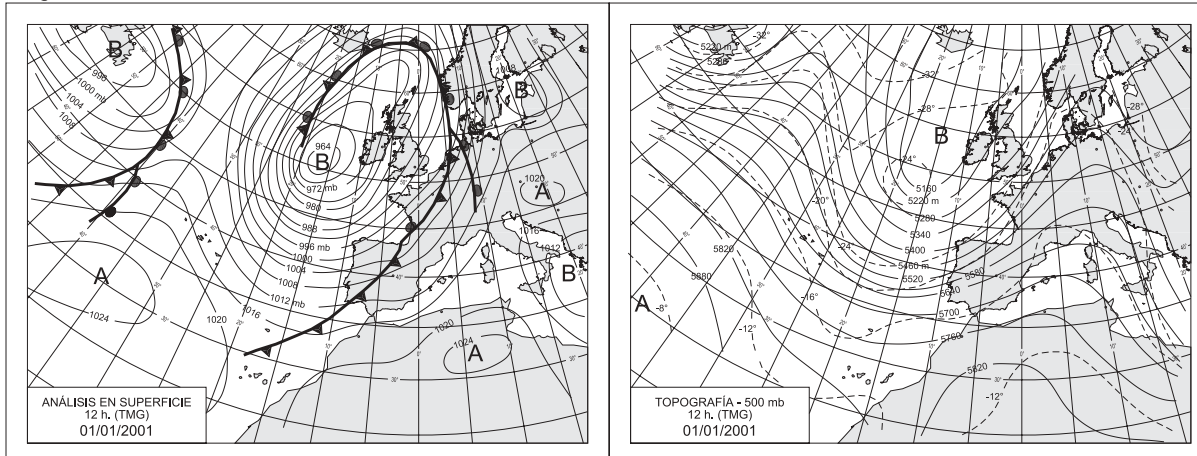 B
996
1000 mb
1004
1008
964
B
972 mb
980
988
996 mb
1000
1004
1008
1012 mb
1016
1020
A
1024
1008
B
1020
A
1016
1012
B
1020
1024
A
ANÁLISIS EN SUPERFICIE
12 h. (TMG)
01/01/2001
5220 m
5280
-32°
-32
-28°
B
-28°
-24°
-24°
5160
5220 m
5280
5340
5400
5460 m
5520
5580
5640
5700
5760
5820
-20°
-24
5820
5880
A
-8°
-16°
-12°
-12°
TOPOGRAFÍA - 500 mb
12 h. (TMG)
01/01/2001